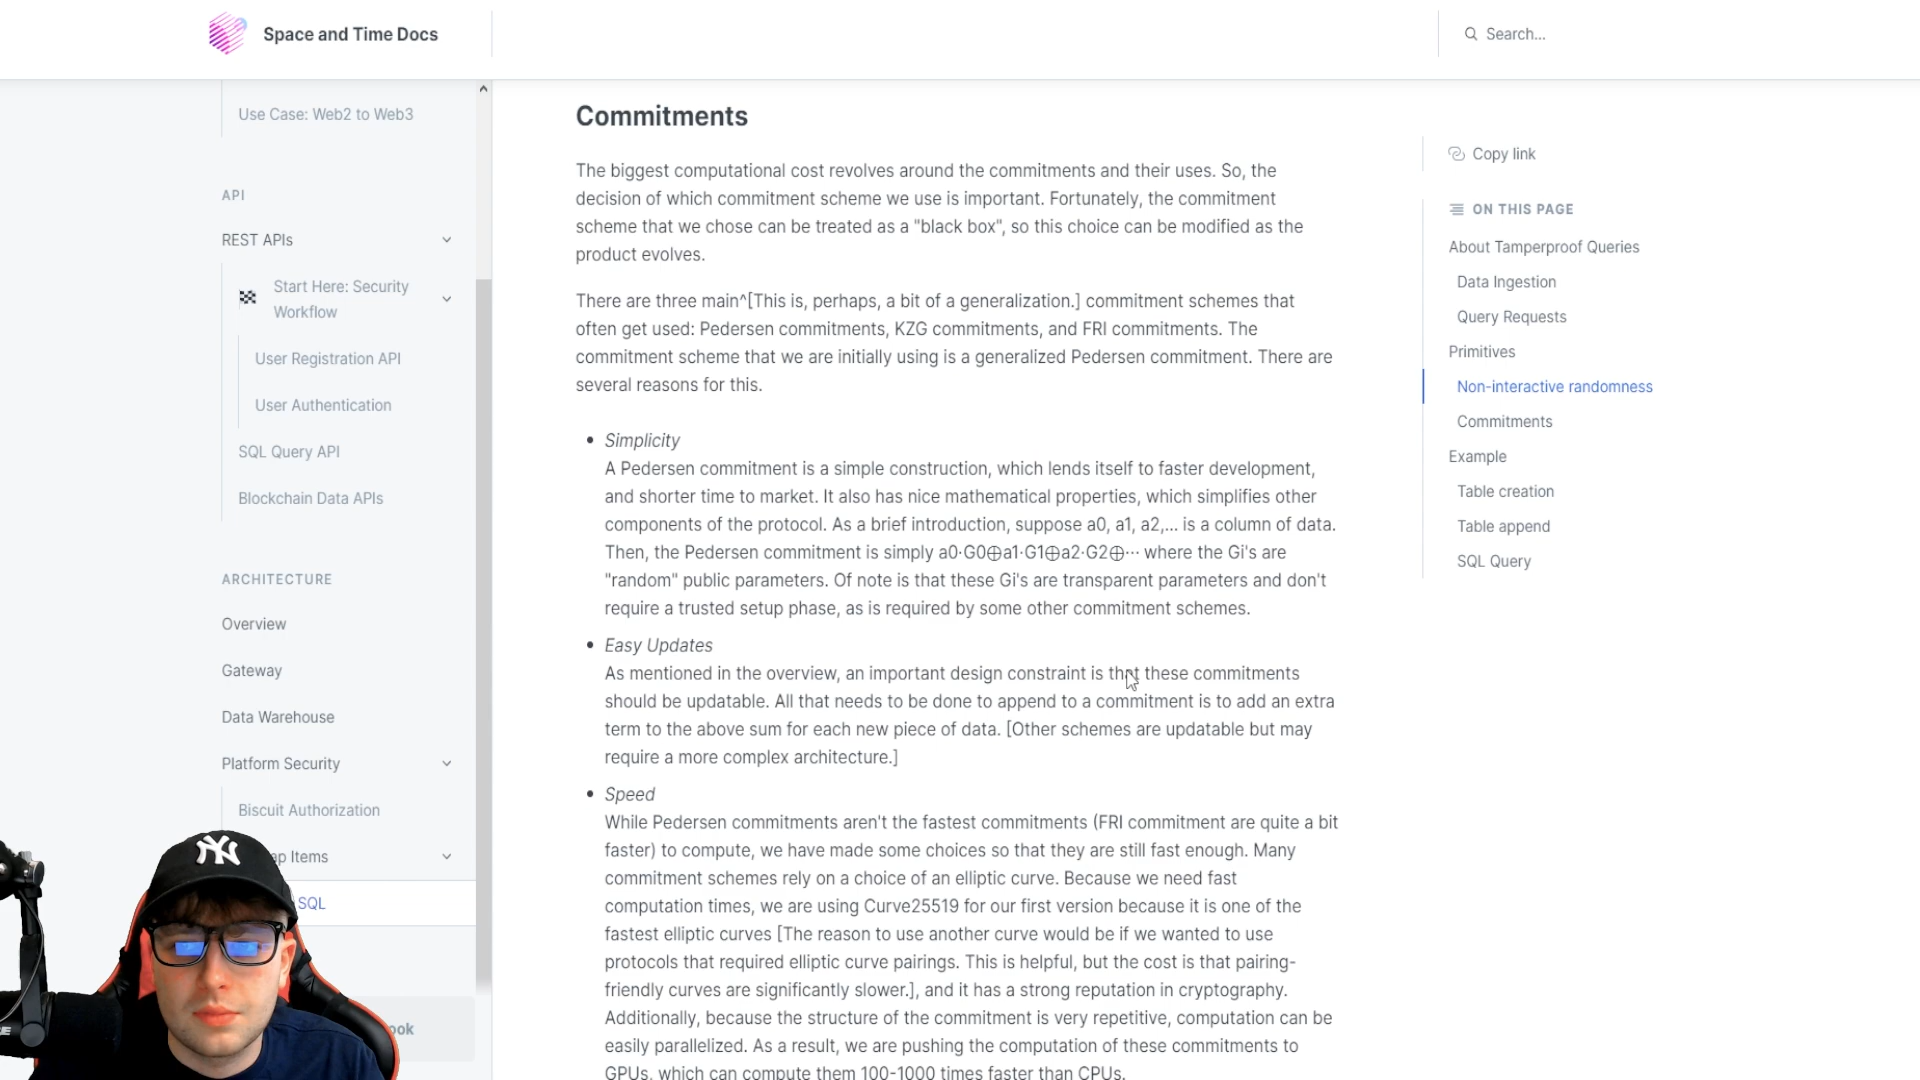 Space and Time Docs
Search...
Use Case: Web2 to Web3
API
REST APIs
Start Here: Security
Workflow
User Registration API
User Authentication
SQL Query API
Blockchain Data APIs
ARCHITECTURE
Overview
Gateway
Data Warehouse
Platform Security
Biscuit Authorization
Items
SQL
Commitments
The biggest computational cost revolves around the commitments and their uses. So, the
decision of which commitment scheme we use is important. Fortunately, the commitment
scheme that we chose can be treated as a "black box", so this choice can be modified as the
product evolves.
There are three main^[This is, perhaps, a bit of a generalization.] commitment schemes that
often get used: Pedersen commitments, KZG commitments, and FRI commitments. The
commitment scheme that we are initially using is a generalized Pedersen commitment. There are
several reasons for this.
• Simplicity
A Pedersen commitment is a simple construction, which lends itself to faster development,
and shorter time to market. It also has nice mathematical properties, which simplifies other
components of the protocol. As a brief introduction, suppose a0, a1, a2,... is a column of data.
Then, the Pedersen commitment is simply a0·G0⊕a1·G1⊕a2·G2⊕··· where the Gi's are
"random" public parameters. Of note is that these Gi's are transparent parameters and don't
require a trusted setup phase, as is required by some other commitment schemes.
• Easy Updates
As mentioned in the overview, an important design constraint is that these commitments
should be updatable. All that needs to be done to append to a commitment is to add an extra
term to the above sum for each new piece of data. [Other schemes are updatable but may
require a more complex architecture.]
• Speed
While Pedersen commitments aren't the fastest commitments (FRI commitment are quite a bit
faster) to compute, we have made some choices so that they are still fast enough. Many
commitment schemes rely on a choice of an elliptic curve. Because we need fast
computation times, we are using Curve25519 for our first version because it is one of the
fastest elliptic curves [The reason to use another curve would be if we wanted to use
protocols that required elliptic curve pairings. This is helpful, but the cost is that pairing-
friendly curves are significantly slower.], and it has a strong reputation in cryptography.
Additionally, because the structure of the commitment is very repetitive, computation can be
easily parallelized. As a result, we are pushing the computation of these commitments to
GPUs, which can compute them 100-1000 times faster than CPUs.
Copy link
ON THIS PAGE
About Tamperproof Queries
Data Ingestion
Query Requests
Primitives
Non-interactive randomness
Commitments
Example
Table creation
Table append
SQL Query
NY